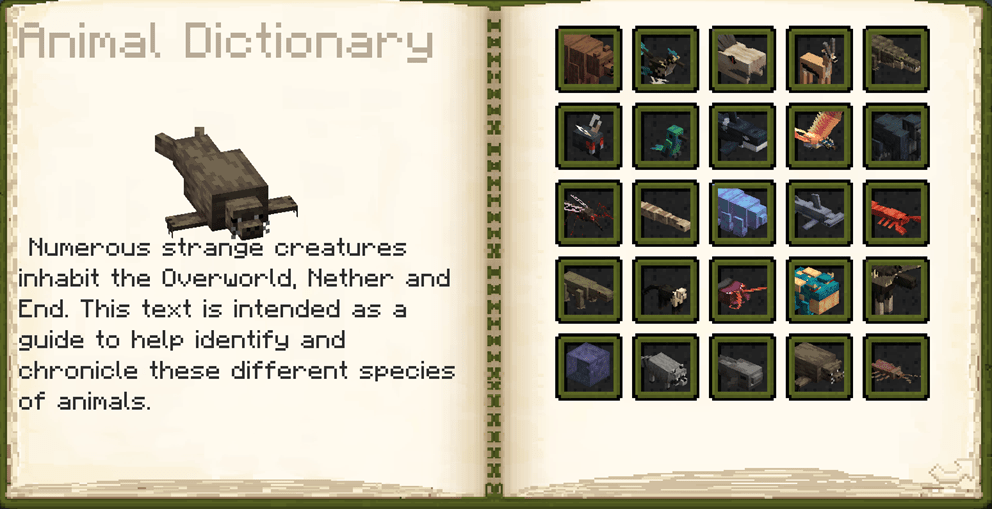 Animal Dictionary
Numerous strange creatures
inhabit the Overworld, Nether and
End. This text is intended as a
guide to help identify and
chronicle these different species
of animals.